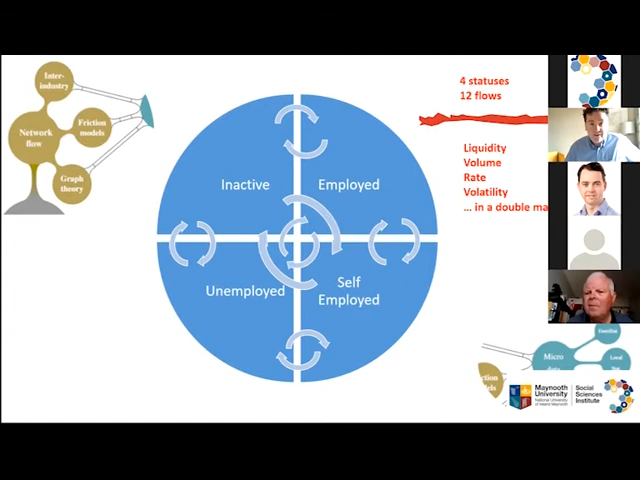 Inter-
industry
Network
flow
Friction
models
Graph
theory
Inactive
Employed
Unemployed
Self
Employed
4 statuses
12 flows
Liquidity
Volume
Rate
Volatility
... in a double ma
Micro
Local
Maynooth
University
National University
of Ireland Maynooth
Social
Sciences
Institute